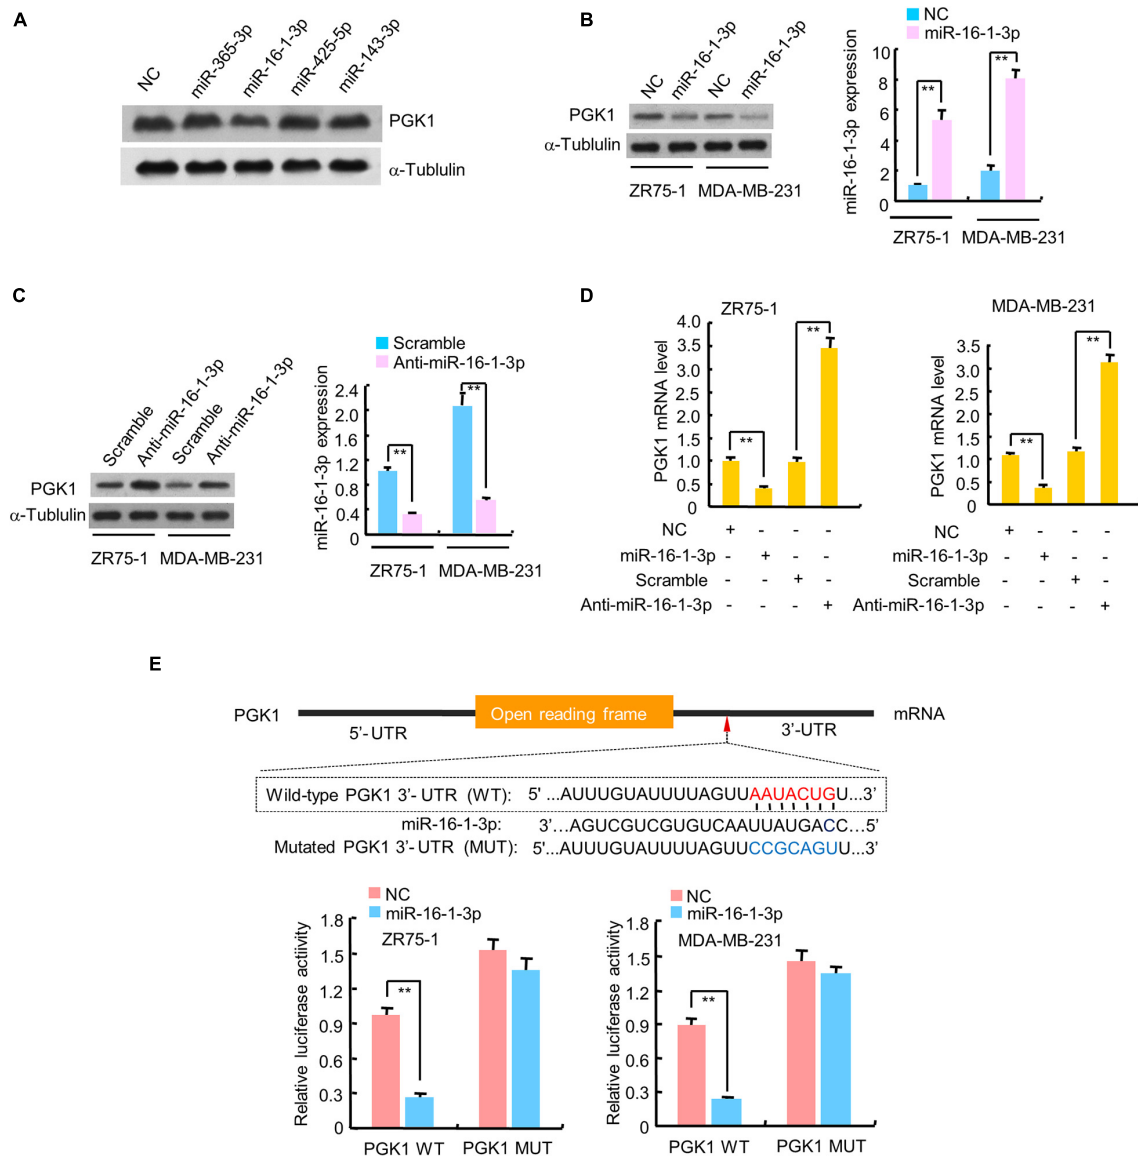 A
NC
miR-365-3p
miR-16-1-3p
miR-425-5p
miR-143-3p
PGK1
α-Tublulin
B
NC
miR-16-1-3p
NC
miR-16-1-3p
PGK1
α-Tublulin
ZR75-1
MDA-MB-231
NC
miR-16-1-3p
miR-16-1-3p expression
10
8
6
4
2
0
**
**
ZR75-1
MDA-MB-231
C
Scramble
Anti-miR-16-1-3p
Scramble
Anti-miR-16-1-3p
PGK1
α-Tublulin
ZR75-1
MDA-MB-231
Scramble
Anti-miR-16-1-3p
miR-16-1-3p expression
2.4
2.0
1.6
1.2
0.8
0.4
0
**
**
ZR75-1
MDA-MB-231
D
ZR75-1
PGK1 mRNA level
4.0
3.5
3.0
2.5
2.0
1.5
1.0
0.5
0
**
**
NC + - - -
miR-16-1-3p - + - -
Scramble - - + -
Anti-miR-16-1-3p - - - +
MDA-MB-231
PGK1 mRNA level
3.5
3.0
2.5
2.0
1.5
1.0
0.5
0
**
**
NC + - - -
miR-16-1-3p - + - -
Scramble - - + -
Anti-miR-16-1-3p - - - +
E
PGK1
Open reading frame
mRNA
5'-UTR
3'-UTR
Wild-type PGK1 3'- UTR (WT): 5' ...AUUUGUAUUUUAGUUAAUACUGU...3'
miR-16-1-3p: 3'...AGUCGUCGUGUCAAUUAUGACC...5'
Mutated PGK1 3'-UTR (MUT): 5'...AUUUGUAUUUUAGUUCCGCAGUU...3'
NC
miR-16-1-3p
ZR75-1
Relative luciferase actiivity
1.8
1.5
1.2
0.9
0.6
0.3
0
**
PGK1 WT
PGK1 MUT
NC
miR-16-1-3p
MDA-MB-231
Relative luciferase actiivity
1.8
1.5
1.2
0.9
0.6
0.3
0
**
PGK1 WT
PGK1 MUT